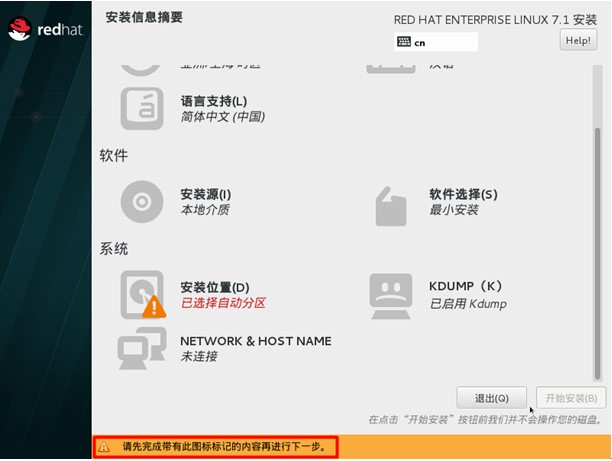 redhat
安装信息摘要
RED HAT ENTERPRISE LINUX 7.1 安装
cn
Help!
语言支持(L)
简体中文 (中国)
软件
安装源(I)
本地介质
软件选择(S)
最小安装
系统
安装位置(D)
已选择自动分区
KDUMP（K）
已启用 Kdump
NETWORK & HOST NAME
未连接
退出(Q)
开始安装(B)
在点击“开始安装”按钮前我们并不会操作您的磁盘。
请先完成带有此图标标记的内容再进行下一步。